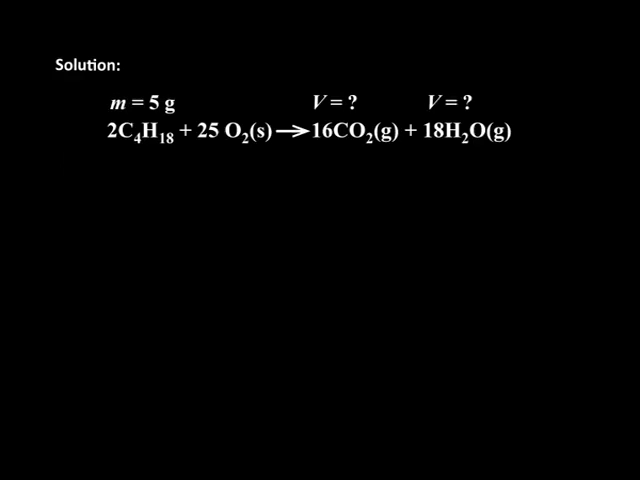 Solution:
m = 5 g V = ? V = ?
2C₄H₁₈ + 25 O₂(s) → 16CO₂(g) + 18H₂O(g)